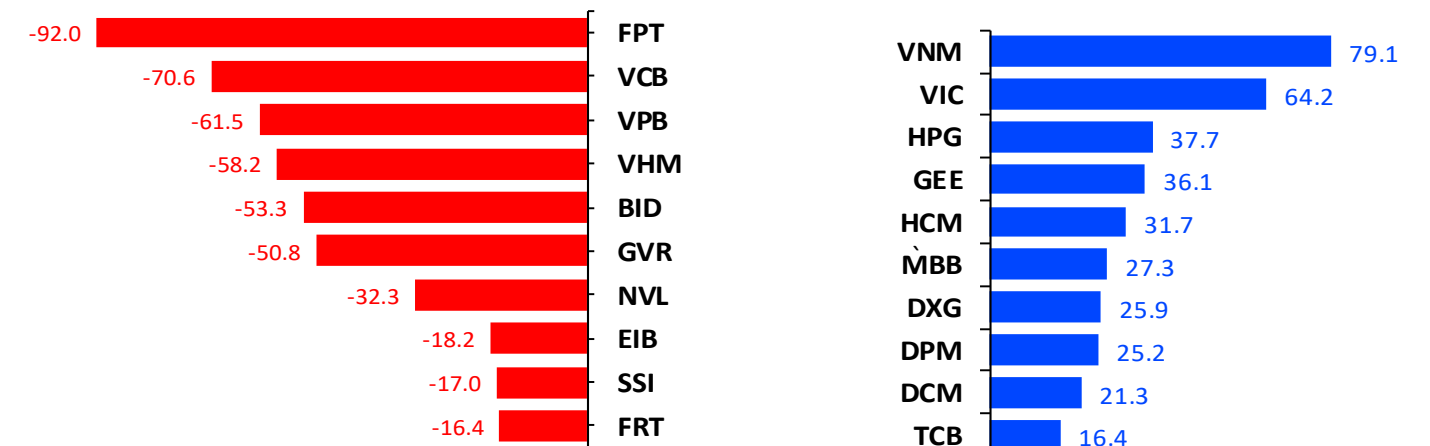 -92.0 FPT
-70.6 VCB
-61.5 VPB
-58.2 VHM
-53.3 BID
-50.8 GVR
-32.3 NVL
-18.2 EIB
-17.0 SSI
-16.4 FRT
VNM 79.1
VIC 64.2
HPG 37.7
GEE 36.1
HCM 31.7
M̀BB 27.3
DXG 25.9
DPM 25.2
DCM 21.3
TCB 16.4